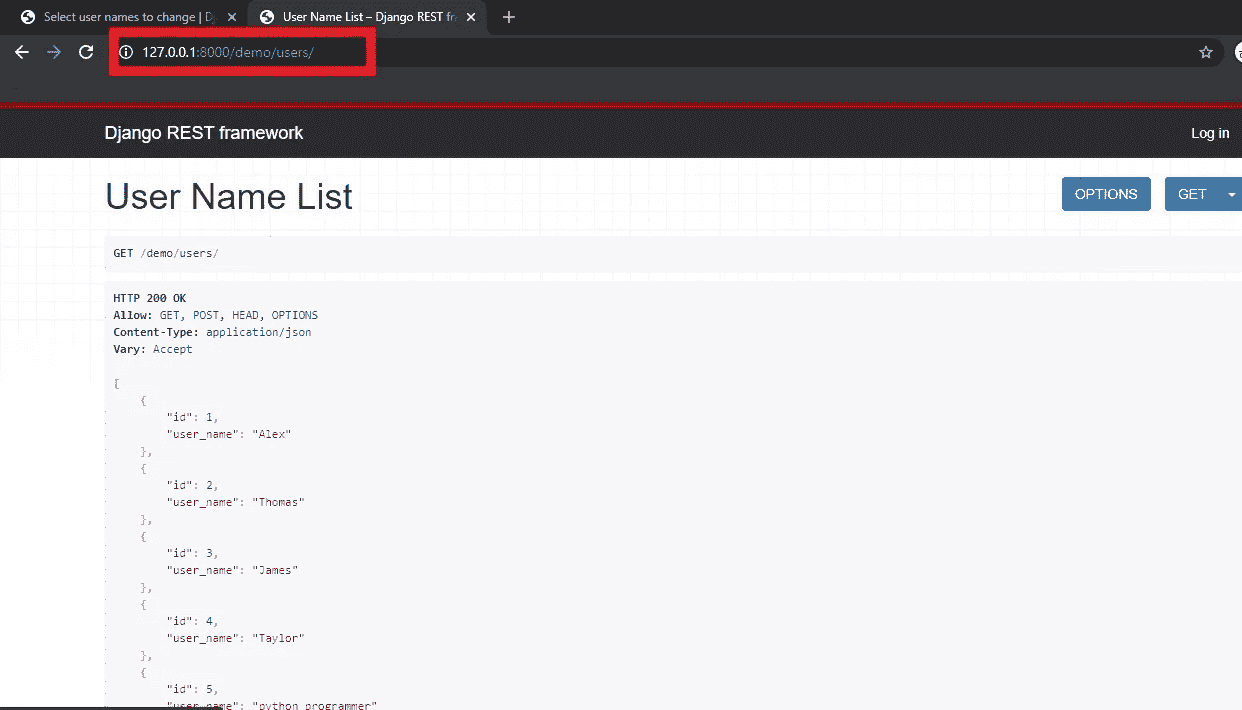 Select user names to change | Dj
User Name List – Django REST fr
127.0.0.1:8000/demo/users/
Django REST framework
Log in
User Name List
OPTIONS
GET
GET /demo/users/
HTTP 200 OK
Allow: GET, POST, HEAD, OPTIONS
Content-Type: application/json
Vary: Accept
[
{
"id": 1,
"user_name": "Alex"
},
{
"id": 2,
"user_name": "Thomas"
},
{
"id": 3,
"user_name": "James"
},
{
"id": 4,
"user_name": "Taylor"
},
{
"id": 5,
"user_name": "python programmer"